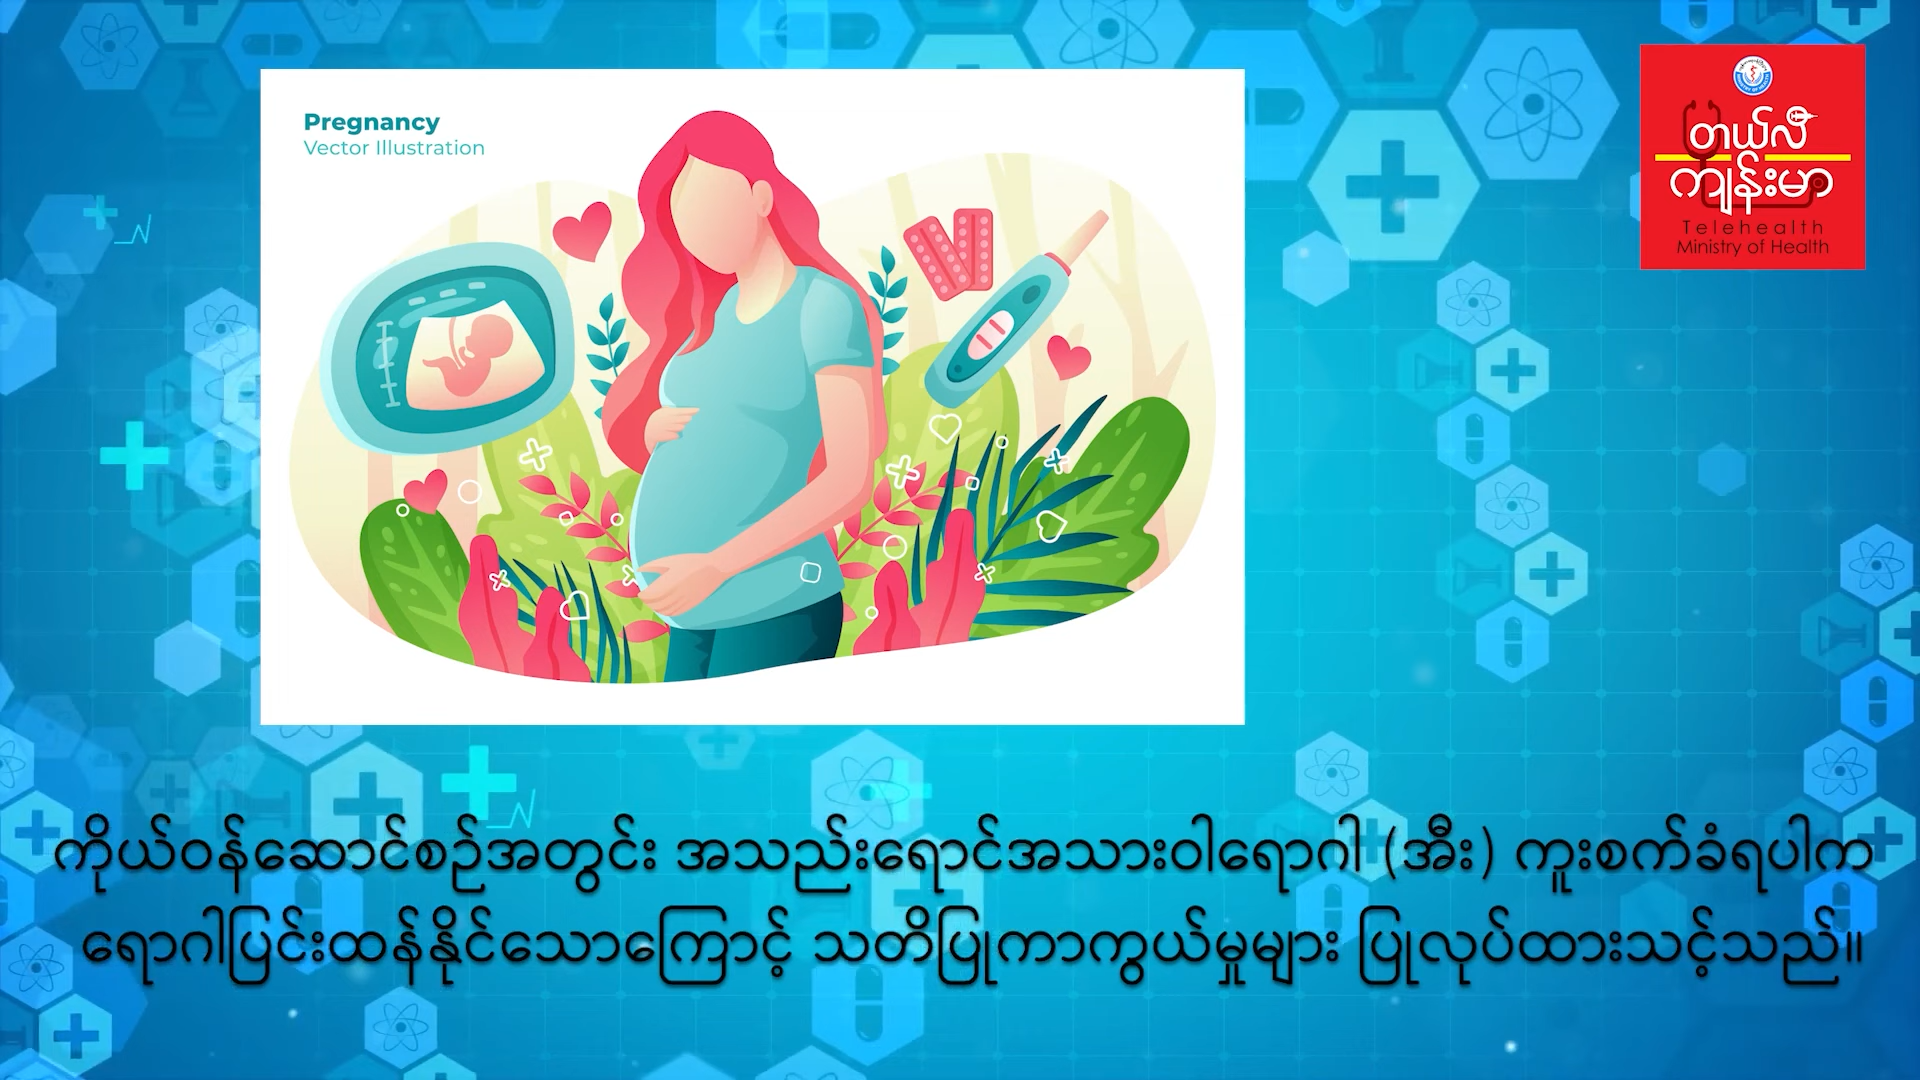 Pregnancy
Vector Illustration
တယ်လီ
ကျန်းမာ
Telehealth
Ministry of Health
ကိုယ်ဝန်ဆောင်စဉ်အတွင်း အသည်းရောင်အသားဝါရောဂါ (အီး) ကူးစက်ခံရပါက
ရောဂါပြင်းထန်နိုင်သောကြောင့် သတိပြုကာကွယ်မှုများ ပြုလုပ်ထားသင့်သည်။